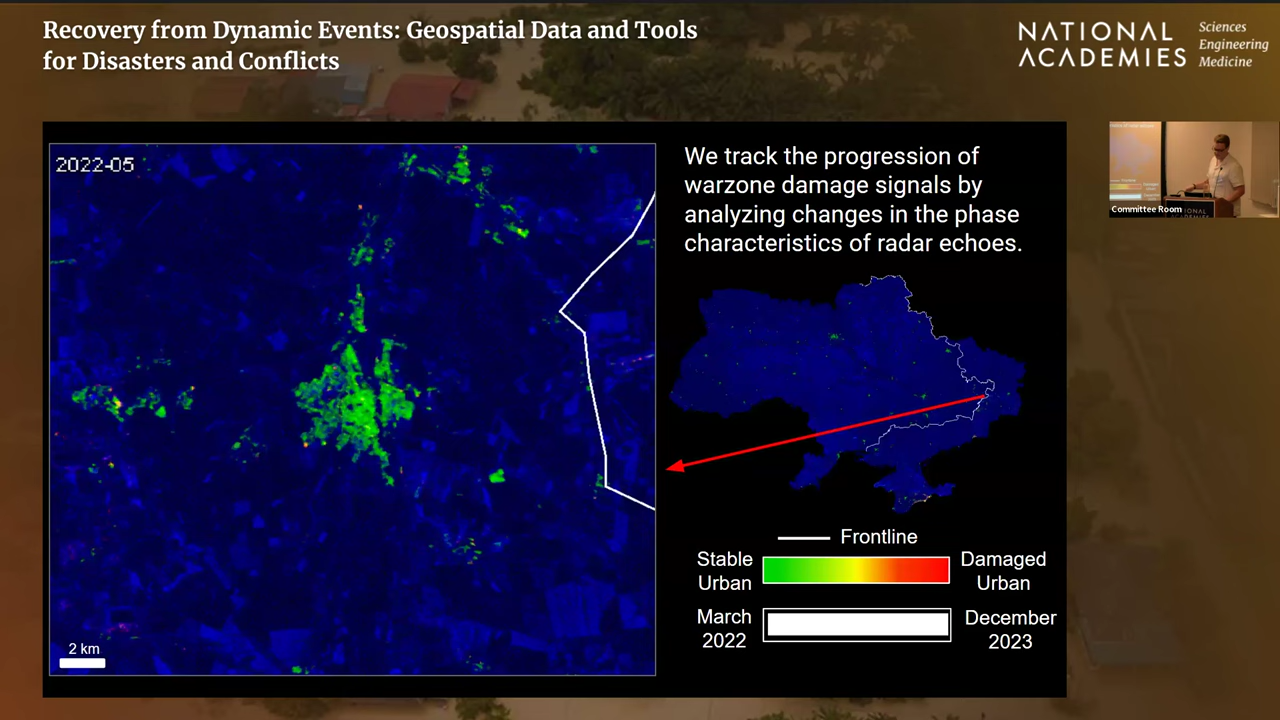 Recovery from Dynamic Events: Geospatial Data and Tools
for Disasters and Conflicts
NATIONAL
ACADEMIES
Sciences
Engineering
Medicine
2022-05
We track the progression of
warzone damage signals by
analyzing changes in the phase
characteristics of radar echoes.
Committee Room
Frontline
Stable
Urban
Damaged
Urban
March
2022
December
2023
2 km